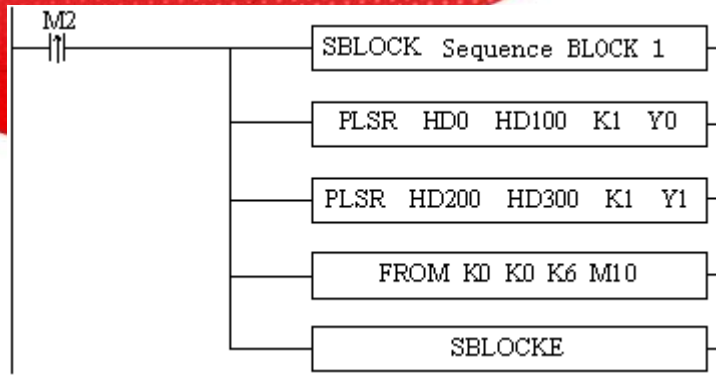 M2
SBLOCK Sequence BLOCK 1
PLSR HD0 HD100 K1 Y0
PLSR HD200 HD300 K1 Y1
FROM K0 K0 K6 M10
SBLOCKE